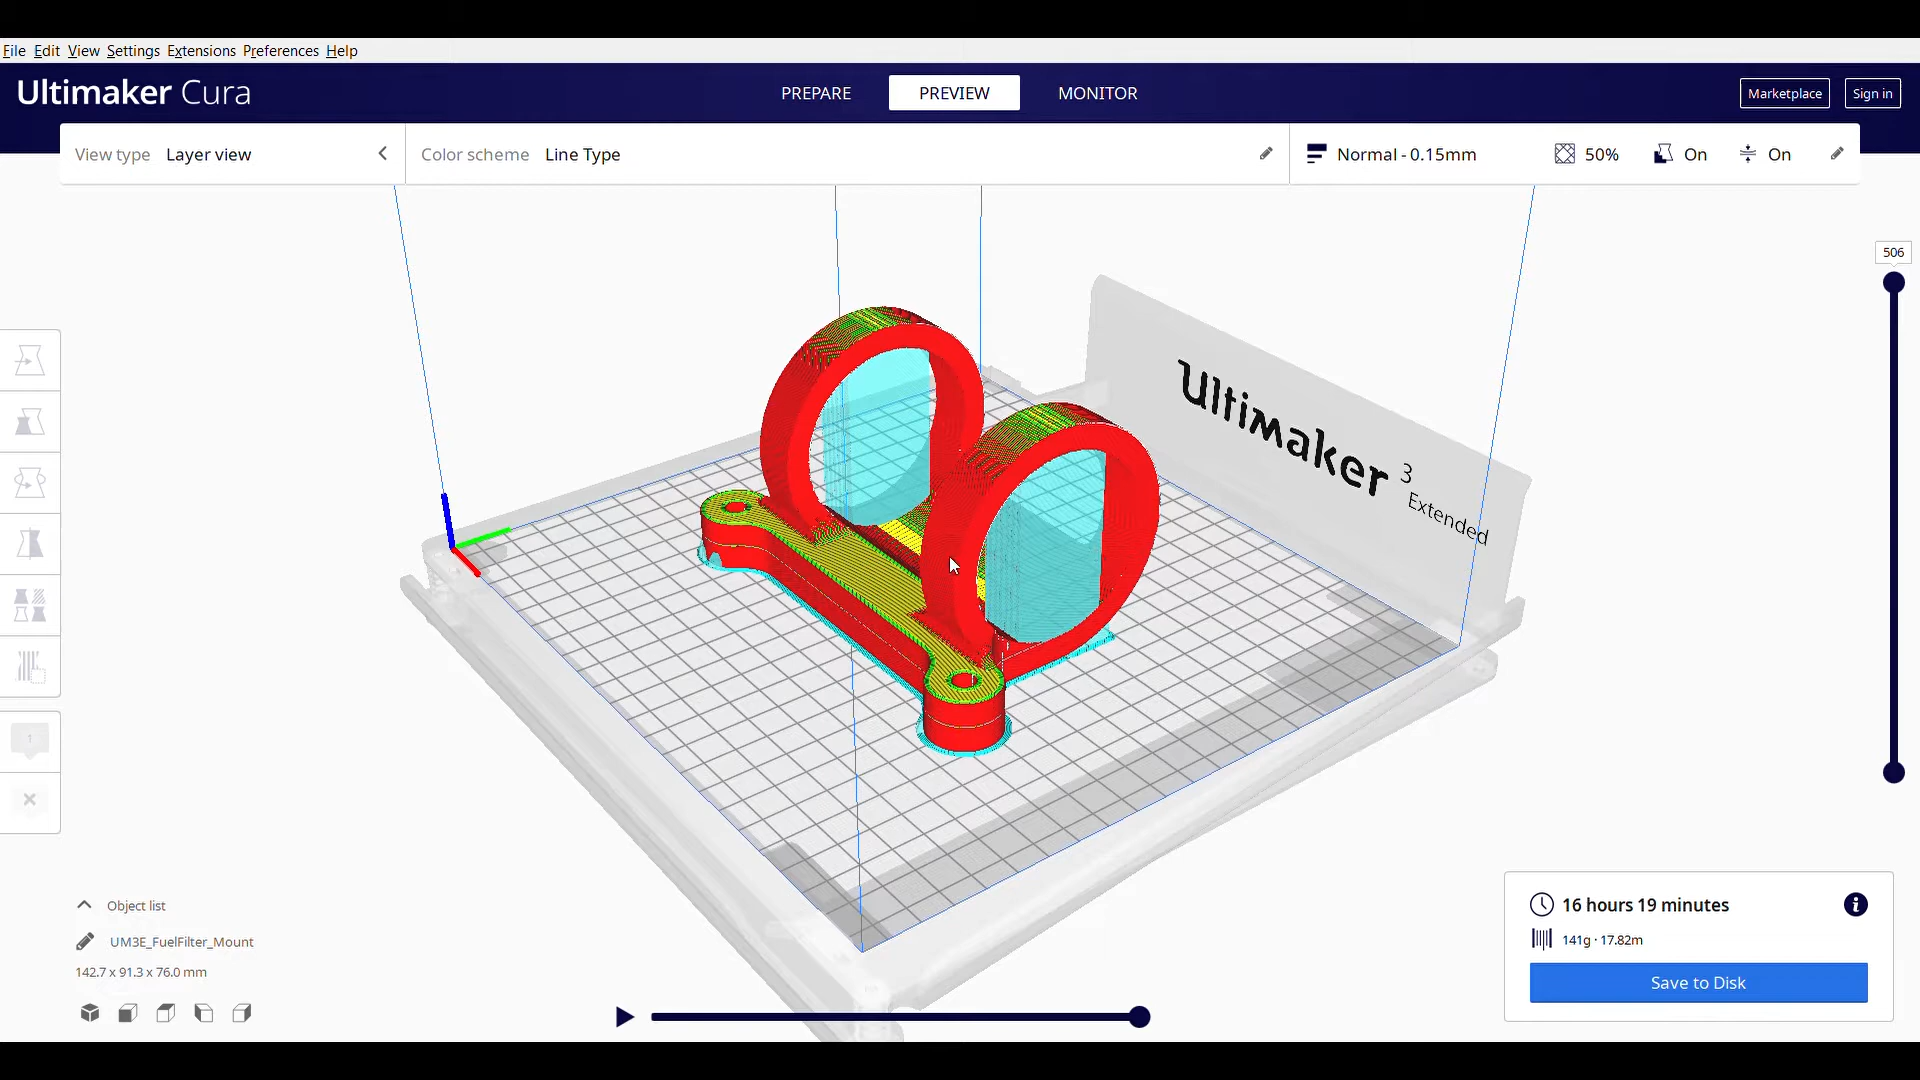 File Edit View Settings Extensions Preferences Help
Ultimaker Cura
PREPARE PREVIEW MONITOR
Marketplace Sign in
View type Layer view
Color scheme Line Type
Normal - 0.15mm 50% On On
506
Ultimaker 3
Extended
1
Object list
UM3E_FuelFilter_Mount
142.7 x 91.3 x 76.0 mm
16 hours 19 minutes
141g · 17.82m
Save to Disk